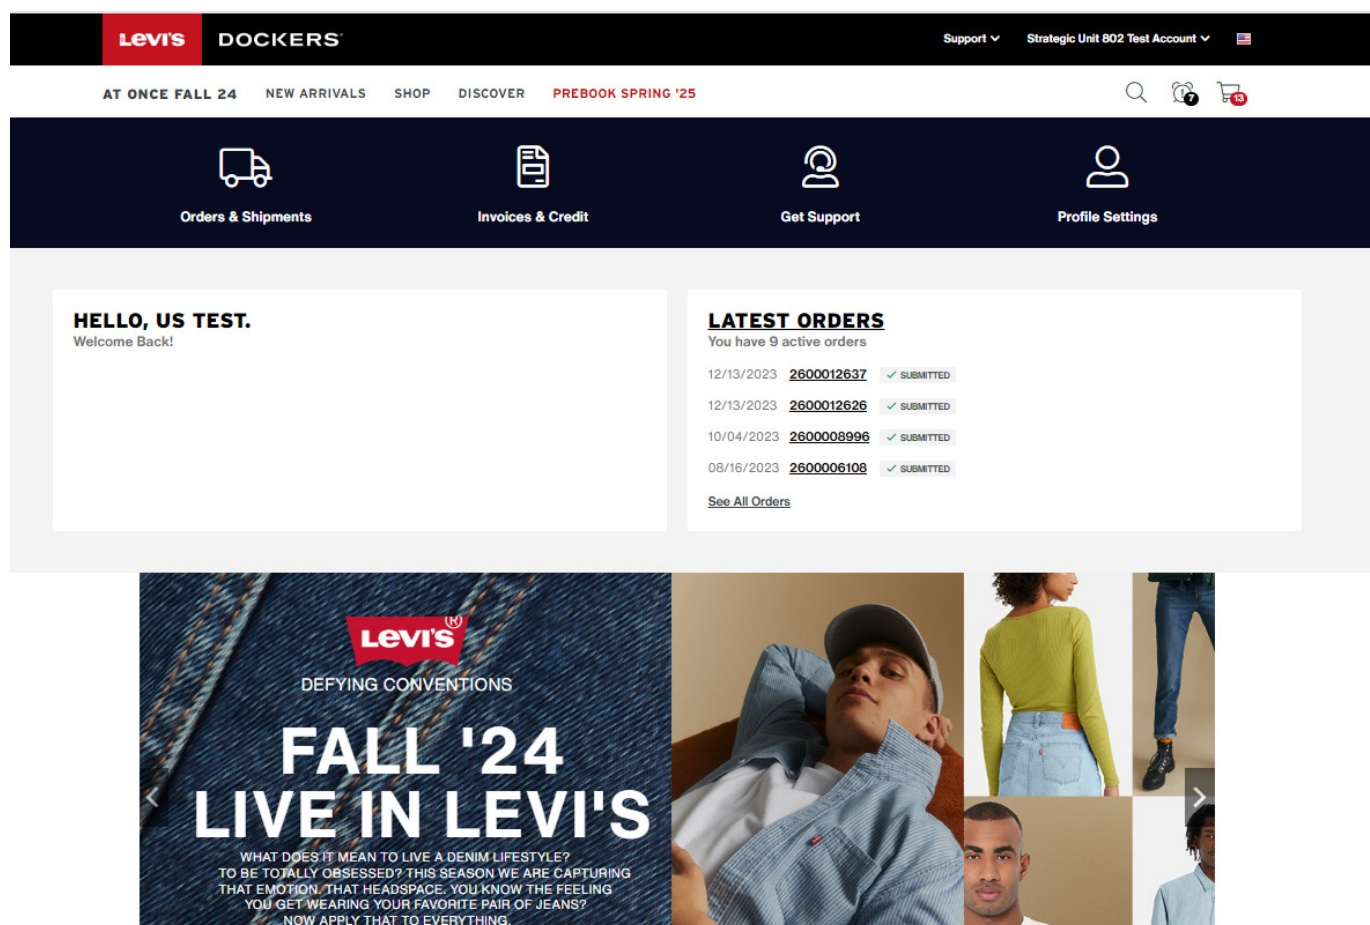 Levi's DOCKERS® Support Strategic Unit 802 Test Account
AT ONCE FALL 24 NEW ARRIVALS SHOP DISCOVER PREBOOK SPRING '25 7 13
Orders & Shipments Invoices & Credit Get Support Profile Settings
HELLO, US TEST.
Welcome Back!
LATEST ORDERS
You have 9 active orders
12/13/2023 2600012637 SUBMITTED
12/13/2023 2600012626 SUBMITTED
10/04/2023 2600008996 SUBMITTED
08/16/2023 2600006108 SUBMITTED
See All Orders
Levi's®
DEFYING CONVENTIONS
FALL '24
LIVE IN LEVI'S
WHAT DOES IT MEAN TO LIVE A DENIM LIFESTYLE?
TO BE TOTALLY OBSESSED? THIS SEASON WE ARE CAPTURING
THAT EMOTION. THAT HEADSPACE. YOU KNOW THE FEELING
YOU GET WEARING YOUR FAVORITE PAIR OF JEANS?
NOW APPLY THAT TO EVERYTHING.